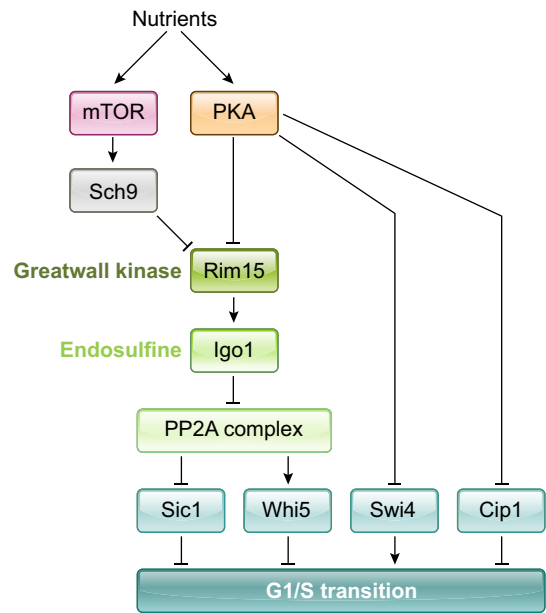 Nutrients
mTOR
PKA
Sch9
Greatwall kinase
Rim15
Endosulfine
Igo1
PP2A complex
Sic1
Whi5
Swi4
Cip1
G1/S transition